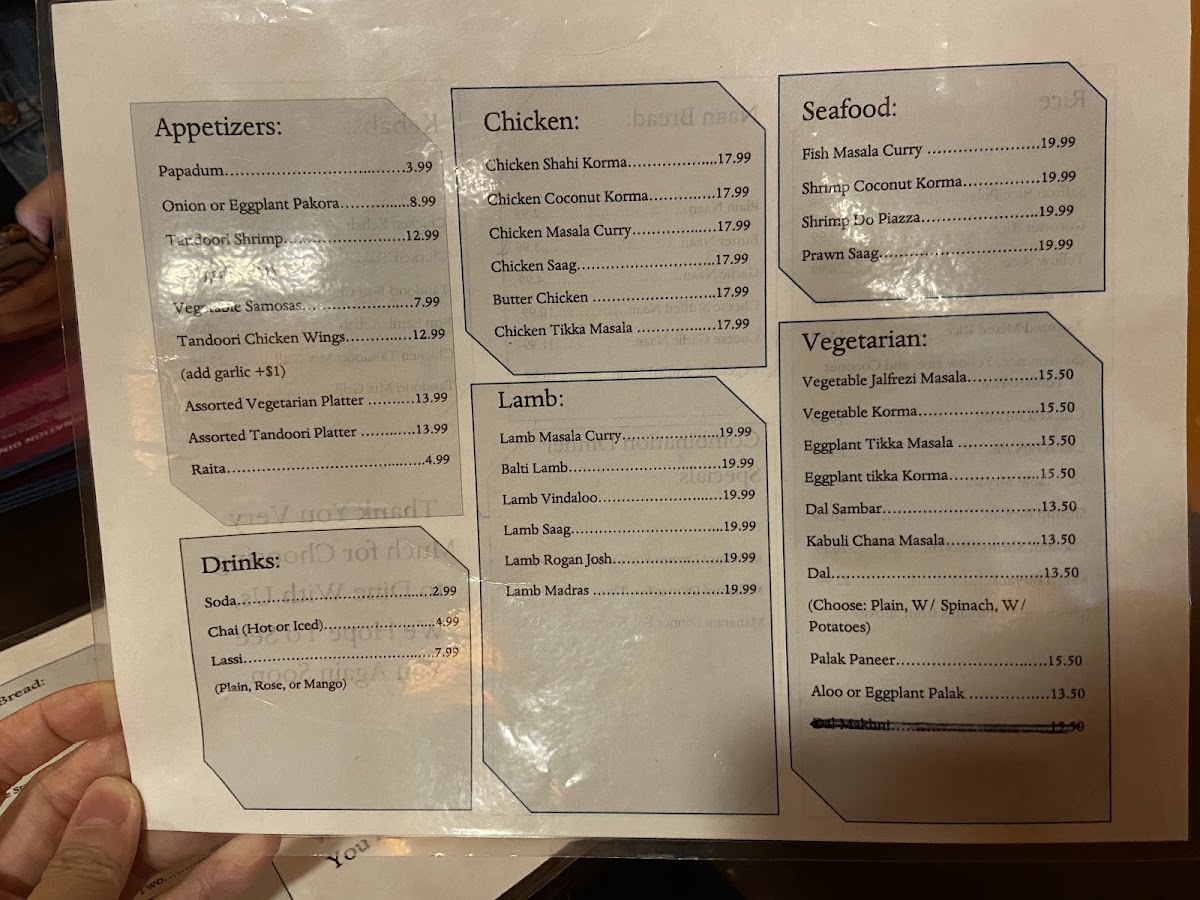 Appetizers:
Papadum..............................3.99
Onion or Eggplant Pakora............8.99
Tandoori Shrimp.....................12.99
Vegetable Samosas...................7.99
Tandoori Chicken Wings............12.99
(add garlic +$1)
Assorted Vegetarian Platter ..........13.99
Assorted Tandoori Platter ...........13.99
Raita....................................4.99
Drinks:
Soda....................................2.99
Chai (Hot or Iced)......................4.99
Lassi....................................7.99
(Plain, Rose, or Mango)
Chicken:
Chicken Shahi Korma.................17.99
Chicken Coconut Korma............17.99
Chicken Masala Curry...............17.99
Chicken Saag.........................17.99
Butter Chicken ......................17.99
Chicken Tikka Masala ..............17.99
Lamb:
Lamb Masala Curry..................19.99
Balti Lamb............................19.99
Lamb Vindaloo.......................19.99
Lamb Saag............................19.99
Lamb Rogan Josh....................19.99
Lamb Madras ........................19.99
Seafood:
Fish Masala Curry ....................19.99
Shrimp Coconut Korma..............19.99
Shrimp Do Piazza.....................19.99
Prawn Saag............................19.99
Vegetarian:
Vegetable Jalfrezi Masala.............15.50
Vegetable Korma......................15.50
Eggplant Tikka Masala ...............15.50
Eggplant tikka Korma................15.50
Dal Sambar............................13.50
Kabuli Chana Masala.................13.50
Dal......................................13.50
(Choose: Plain, W/ Spinach, W/
Potatoes)
Palak Paneer...........................15.50
Aloo or Eggplant Palak ................13.50
Dal Makhni
Bread:
You